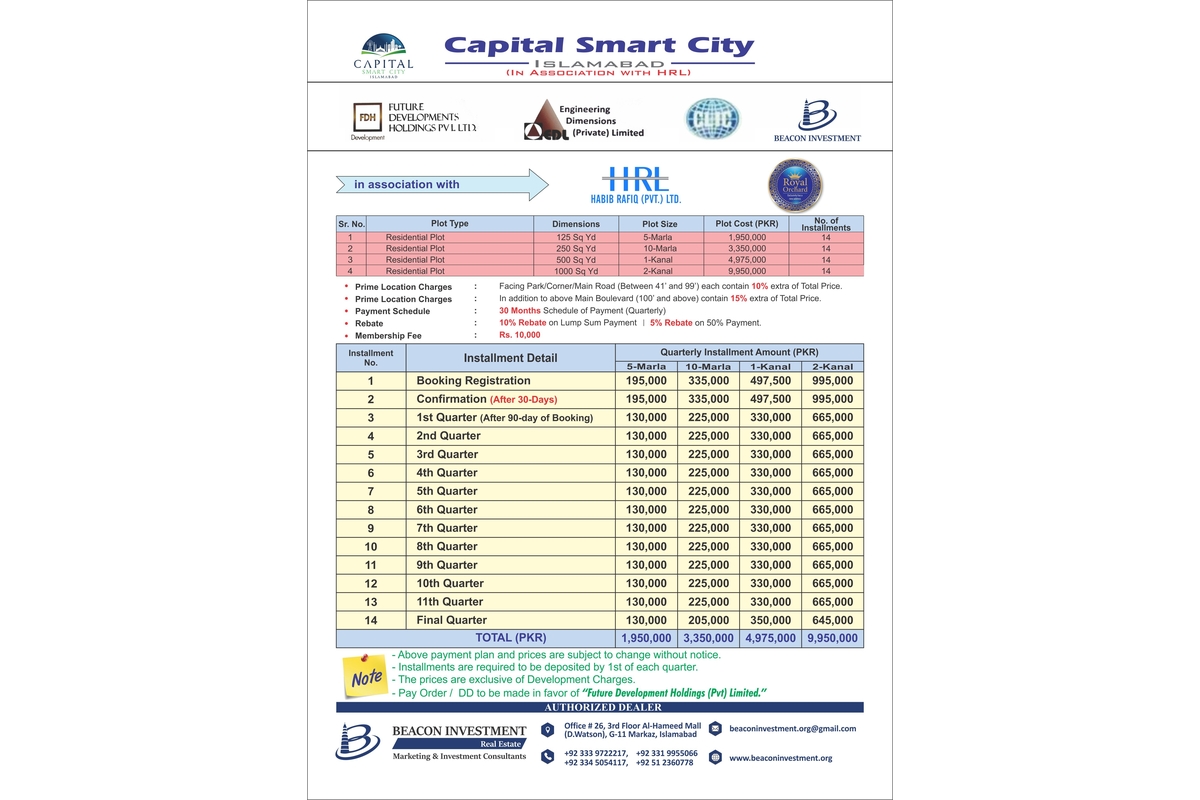 CAPITAL
SMART CITY
ISLAMABAD
Capital Smart City
ISLAMABAD
(IN ASSOCIATION WITH HRL)
FDH
Development
FUTURE
DEVELOPMENTS
HOLDINGS PVT. LTD.
EDL
Engineering
Dimensions
(Private) Limited
CLIC
BEACON INVESTMENT
in association with
HRL
HABIB RAFIQ (PVT.) LTD.
Royal
Orchard
Sr. No. Plot Type Dimensions Plot Size Plot Cost (PKR) No. of Installments
1 Residential Plot 125 Sq Yd 5-Marla 1,950,000 14
2 Residential Plot 250 Sq Yd 10-Marla 3,350,000 14
3 Residential Plot 500 Sq Yd 1-Kanal 4,975,000 14
4 Residential Plot 1000 Sq Yd 2-Kanal 9,950,000 14
Prime Location Charges : Facing Park/Corner/Main Road (Between 41' and 99') each contain 10% extra of Total Price.
Prime Location Charges : In addition to above Main Boulevard (100' and above) contain 15% extra of Total Price.
Payment Schedule : 30 Months Schedule of Payment (Quarterly)
Rebate : 10% Rebate on Lump Sum Payment | 5% Rebate on 50% Payment.
Membership Fee : Rs. 10,000
Installment No. Installment Detail Quarterly Installment Amount (PKR)
5-Marla 10-Marla 1-Kanal 2-Kanal
1 Booking Registration 195,000 335,000 497,500 995,000
2 Confirmation (After 30-Days) 195,000 335,000 497,500 995,000
3 1st Quarter (After 90-day of Booking) 130,000 225,000 330,000 665,000
4 2nd Quarter 130,000 225,000 330,000 665,000
5 3rd Quarter 130,000 225,000 330,000 665,000
6 4th Quarter 130,000 225,000 330,000 665,000
7 5th Quarter 130,000 225,000 330,000 665,000
8 6th Quarter 130,000 225,000 330,000 665,000
9 7th Quarter 130,000 225,000 330,000 665,000
10 8th Quarter 130,000 225,000 330,000 665,000
11 9th Quarter 130,000 225,000 330,000 665,000
12 10th Quarter 130,000 225,000 330,000 665,000
13 11th Quarter 130,000 225,000 330,000 665,000
14 Final Quarter 130,000 205,000 350,000 645,000
TOTAL (PKR) 1,950,000 3,350,000 4,975,000 9,950,000
Note
- Above payment plan and prices are subject to change without notice.
- Installments are required to be deposited by 1st of each quarter.
- The prices are exclusive of Development Charges.
- Pay Order / DD to be made in favor of "Future Development Holdings (Pvt) Limited."
AUTHORIZED DEALER
BEACON INVESTMENT
Real Estate
Marketing & Investment Consultants
Office # 26, 3rd Floor Al-Hameed Mall
(D.Watson), G-11 Markaz, Islamabad
+92 333 9722217, +92 331 9955066
+92 334 5054117, +92 51 2360778
beaconinvestment.org@gmail.com
www.beaconinvestment.org